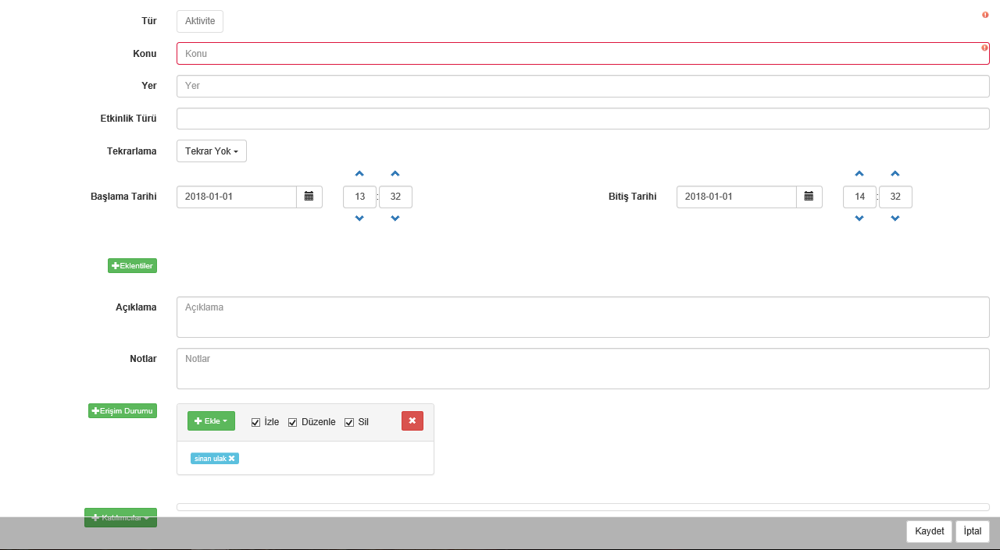 Tür Aktivite
Konu Konu
Yer Yer
Etkinlik Türü
Tekrarlama Tekrar Yok
Başlama Tarihi 2018-01-01 13 : 32 Bitiş Tarihi 2018-01-01 14 : 32
Eklentiler
Açıklama Açıklama
Notlar Notlar
Erişim Durumu Ekle İzle Düzenle Sil
sinan ulak
Katılımcılar
Kaydet İptal